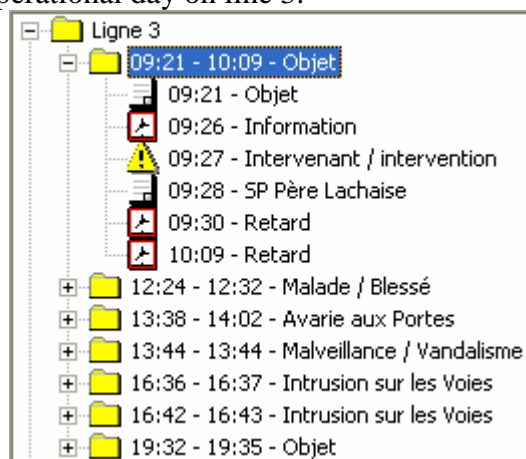 perational day on line 3.
Ligne 3
09:21 - 10:09 - Objet
09:21 - Objet
09:26 - Information
09:27 - Intervenant / intervention
09:28 - SP Père Lachaise
09:30 - Retard
10:09 - Retard
12:24 - 12:32 - Malade / Blessé
13:38 - 14:02 - Avarie aux Portes
13:44 - 13:44 - Malveillance / Vandalisme
16:36 - 16:37 - Intrusion sur les Voies
16:42 - 16:43 - Intrusion sur les Voies
19:32 - 19:35 - Objet